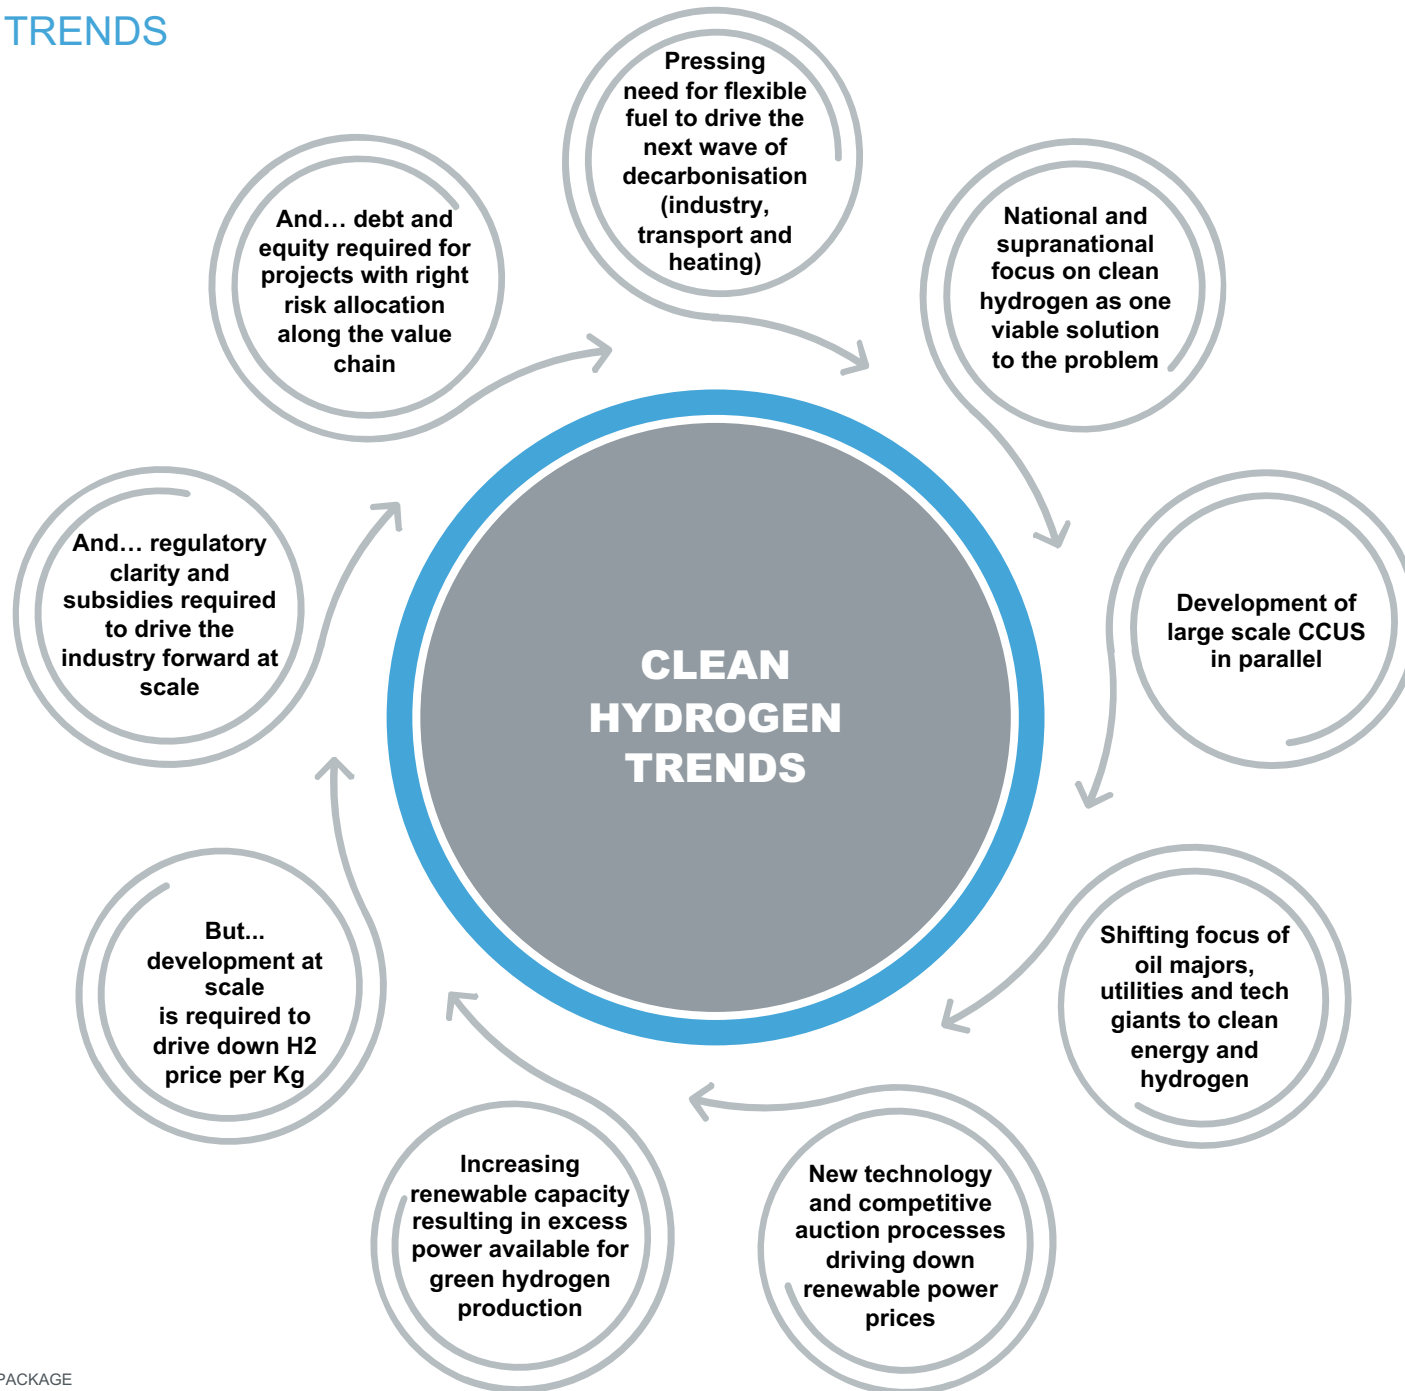 TRENDS
Pressing
need for flexible
fuel to drive the
next wave of
decarbonisation
(industry,
transport and
heating)
National and
supranational
focus on clean
hydrogen as one
viable solution
to the problem
Development of
large scale CCUS
in parallel
Shifting focus of
oil majors,
utilities and tech
giants to clean
energy and
hydrogen
New technology
and competitive
auction processes
driving down
renewable power
prices
Increasing
renewable capacity
resulting in excess
power available for
green hydrogen
production
But...
development at
scale
is required to
drive down H2
price per Kg
And… regulatory
clarity and
subsidies required
to drive the
industry forward at
scale
And… debt and
equity required for
projects with right
risk allocation
along the value
chain
CLEAN
HYDROGEN
TRENDS
PACKAGE